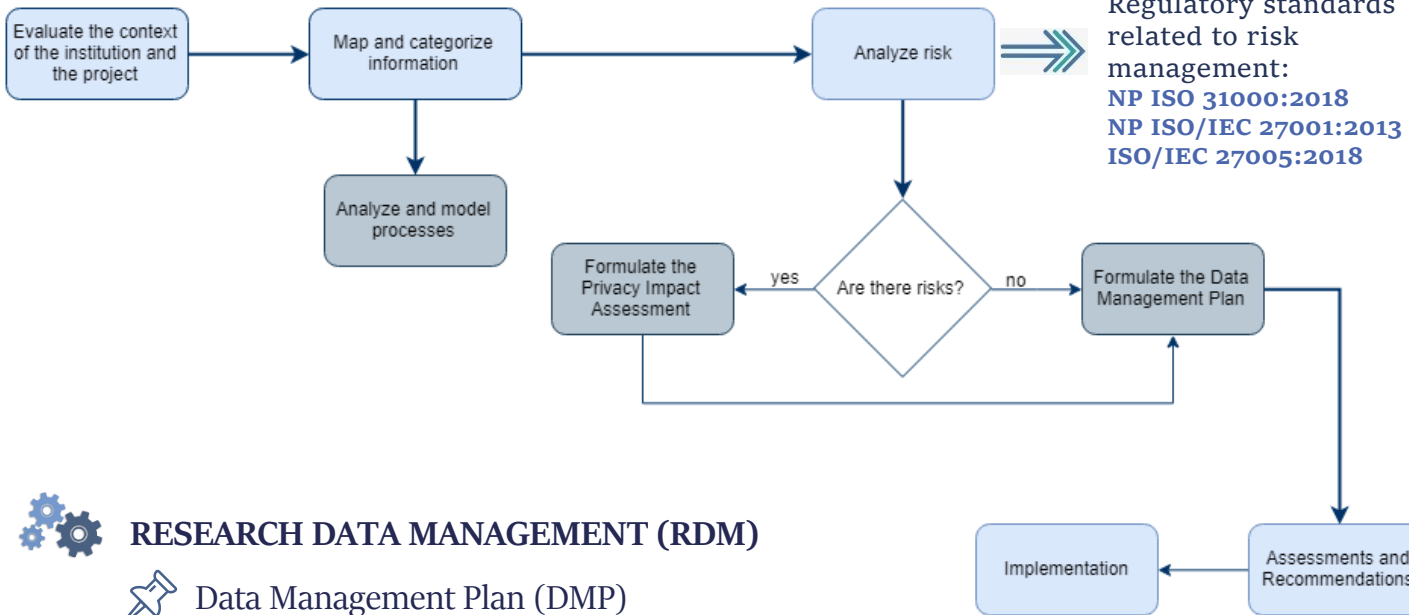 Evaluate the context
of the institution and
the project
Map and categorize
information
Analyze risk
Regulatory standards
related to risk
management:
NP ISO 31000:2018
NP ISO/IEC 27001:2013
ISO/IEC 27005:2018
Analyze and model
processes
Formulate the
Privacy Impact
Assessment
yes
Are there risks?
no
Formulate the Data
Management Plan
RESEARCH DATA MANAGEMENT (RDM)
Data Management Plan (DMP)
Implementation
Assessments and
Recommendations